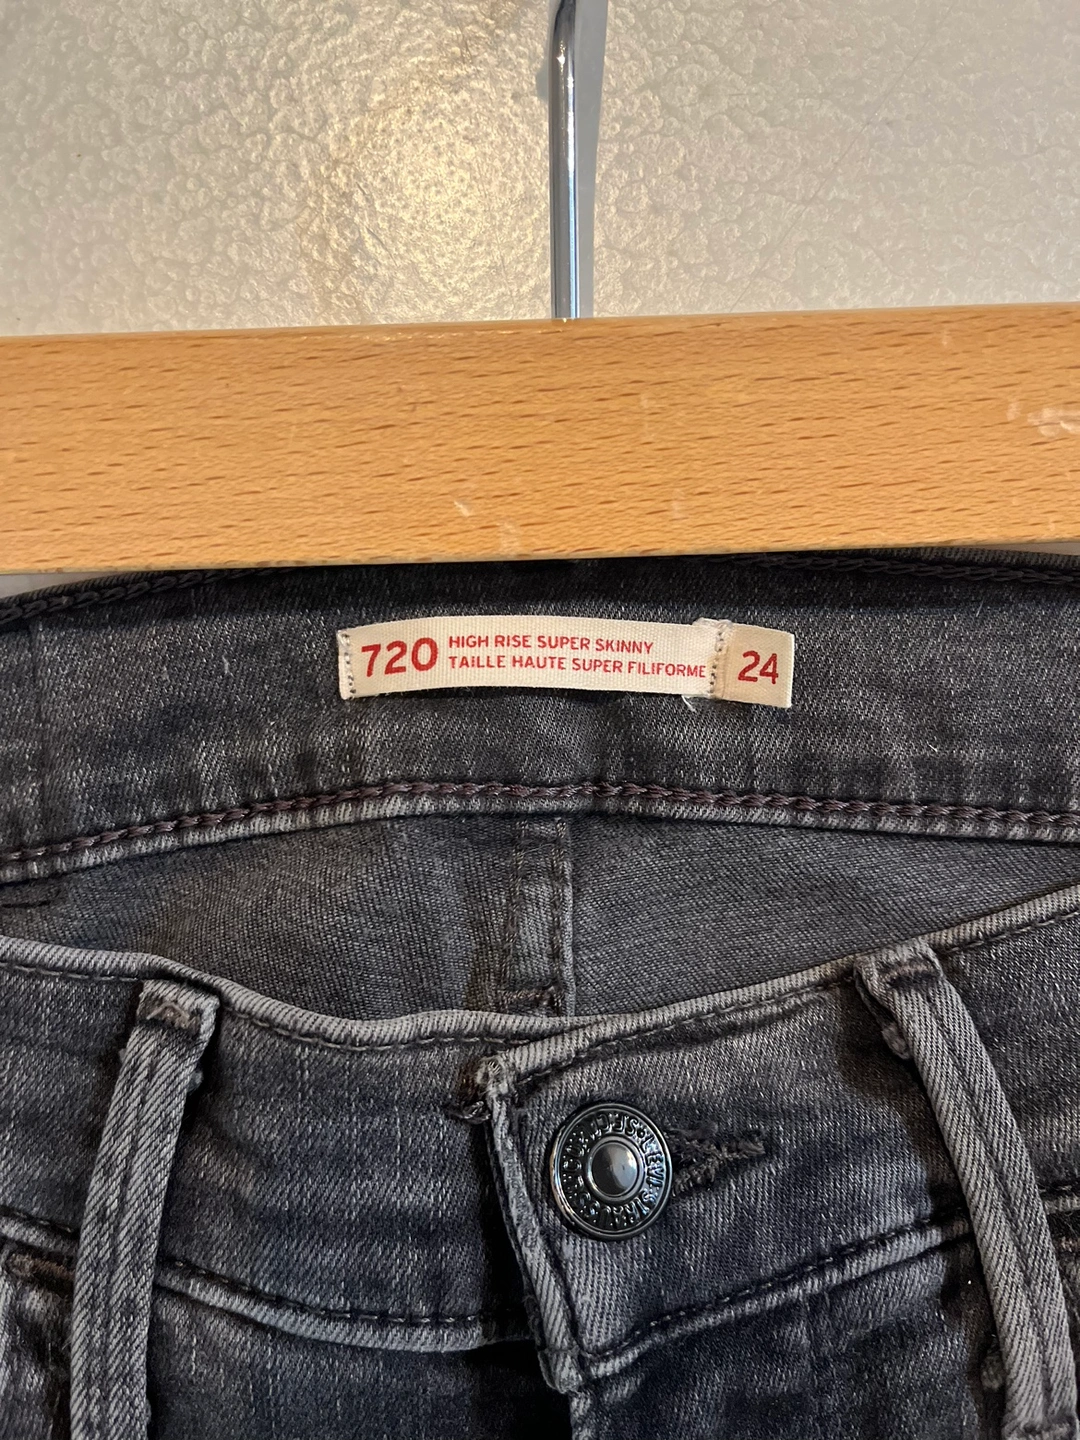 720 HIGH RISE SUPER SKINNY
TAILLE HAUTE SUPER FILIFORME
24